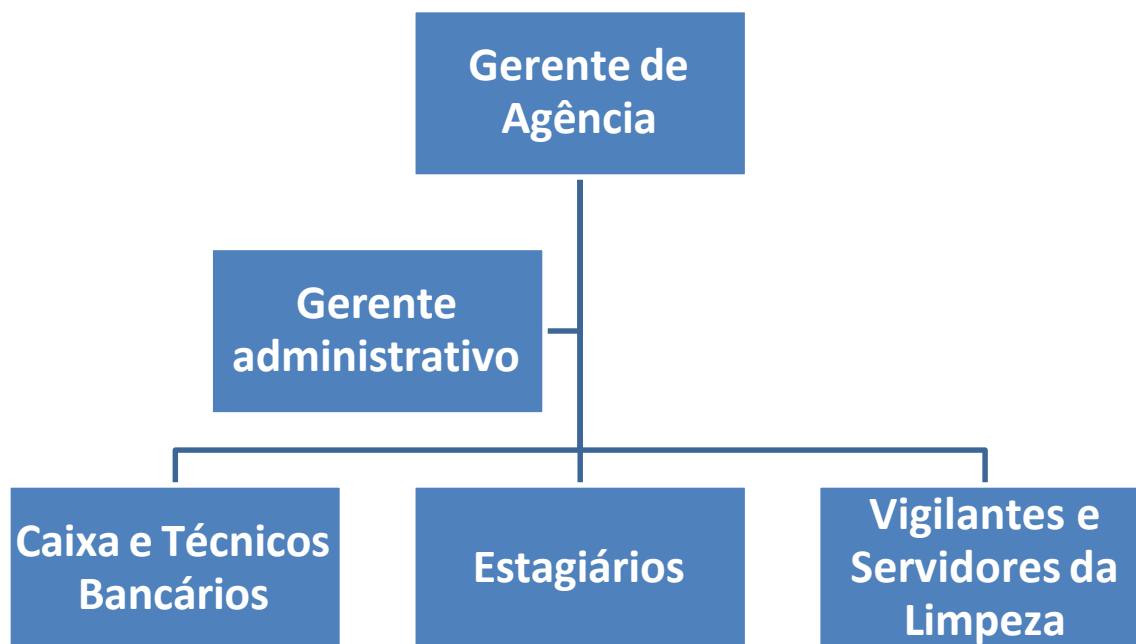 Gerente de
Agência
Gerente
administrativo
Caixa e Técnicos
Bancários
Estagiários
Vigilantes e
Servidores da
Limpeza